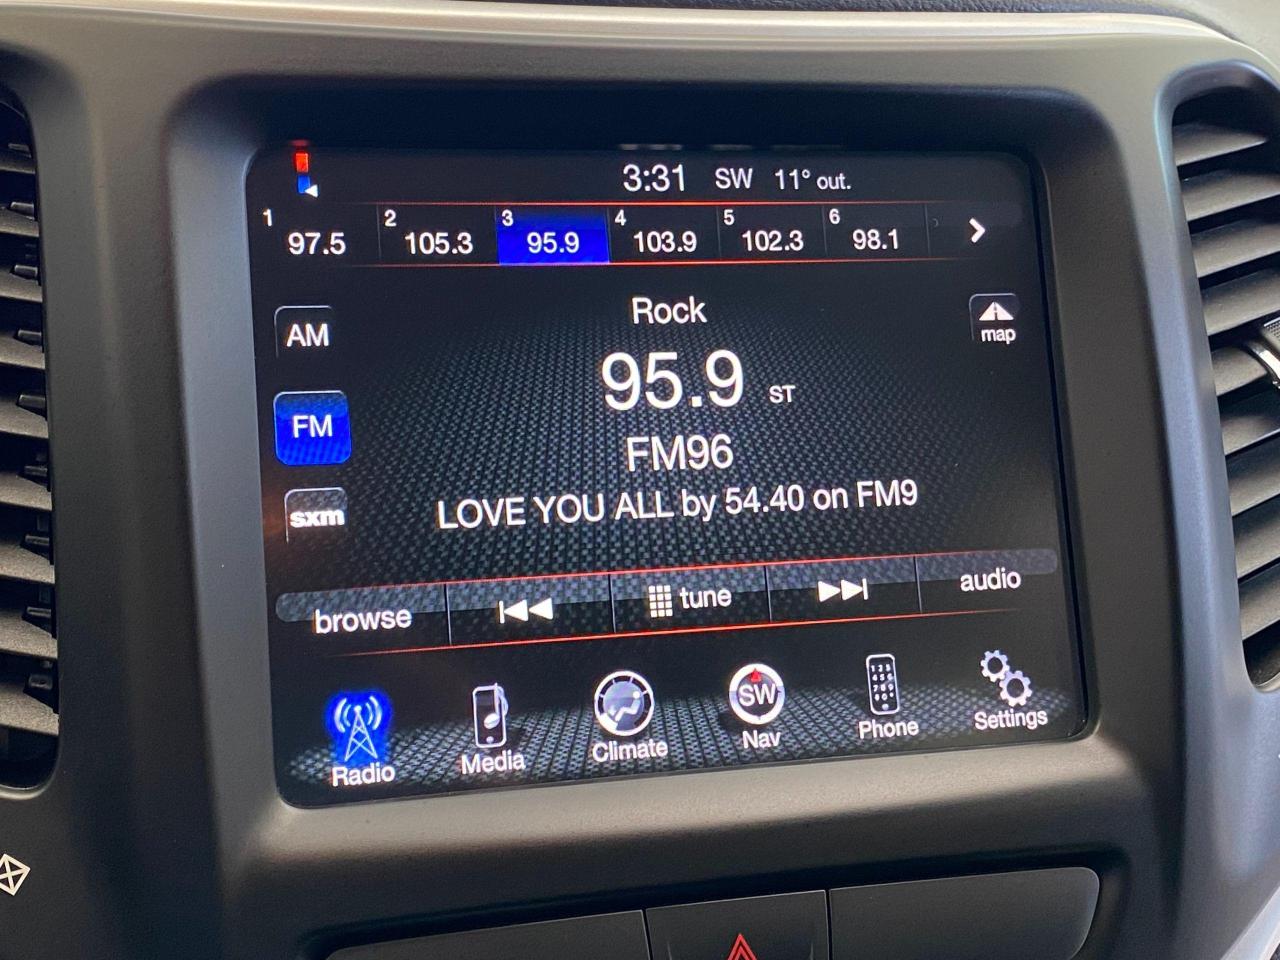 3:31 SW 11° out.
1 97.5 2 105.3 3 95.9 4 103.9 5 102.3 6 98.1
Rock
map
AM
95.9 ST
FM
FM96
LOVE YOU ALL by 54.40 on FM9
sxm
browse tune audio
SW
Radio Media Climate Nav Phone Settings